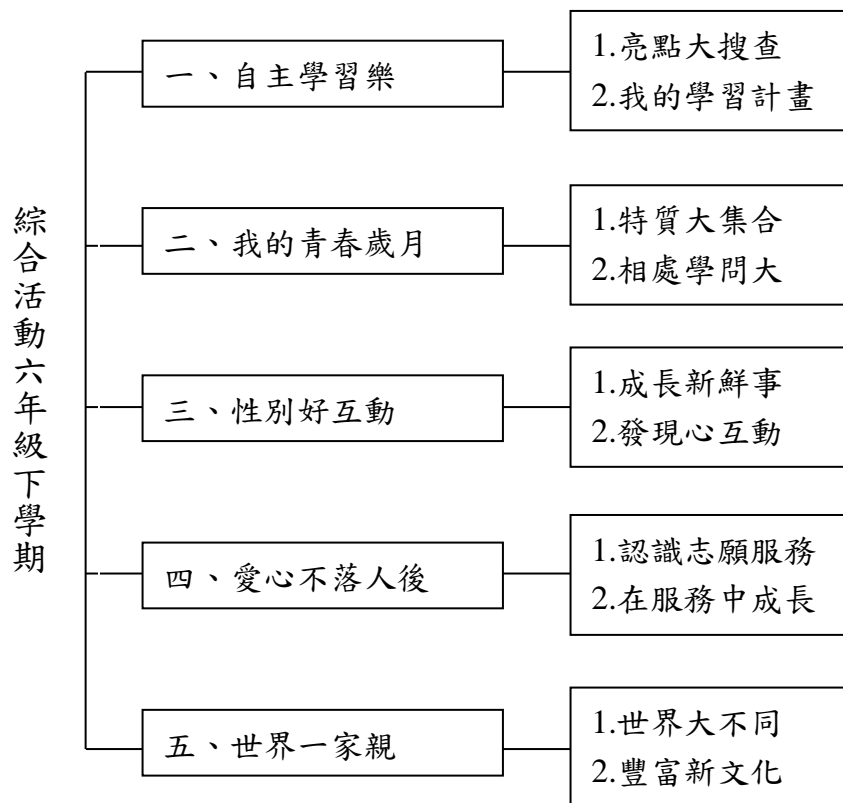 綜合活動六年級下學期
一、自主學習樂
1.亮點大搜查
2.我的學習計畫
二、我的青春歲月
1.特質大集合
2.相處學問大
三、性別好互動
1.成長新鮮事
2.發現心互動
四、愛心不落人後
1.認識志願服務
2.在服務中成長
五、世界一家親
1.世界大不同
2.豐富新文化